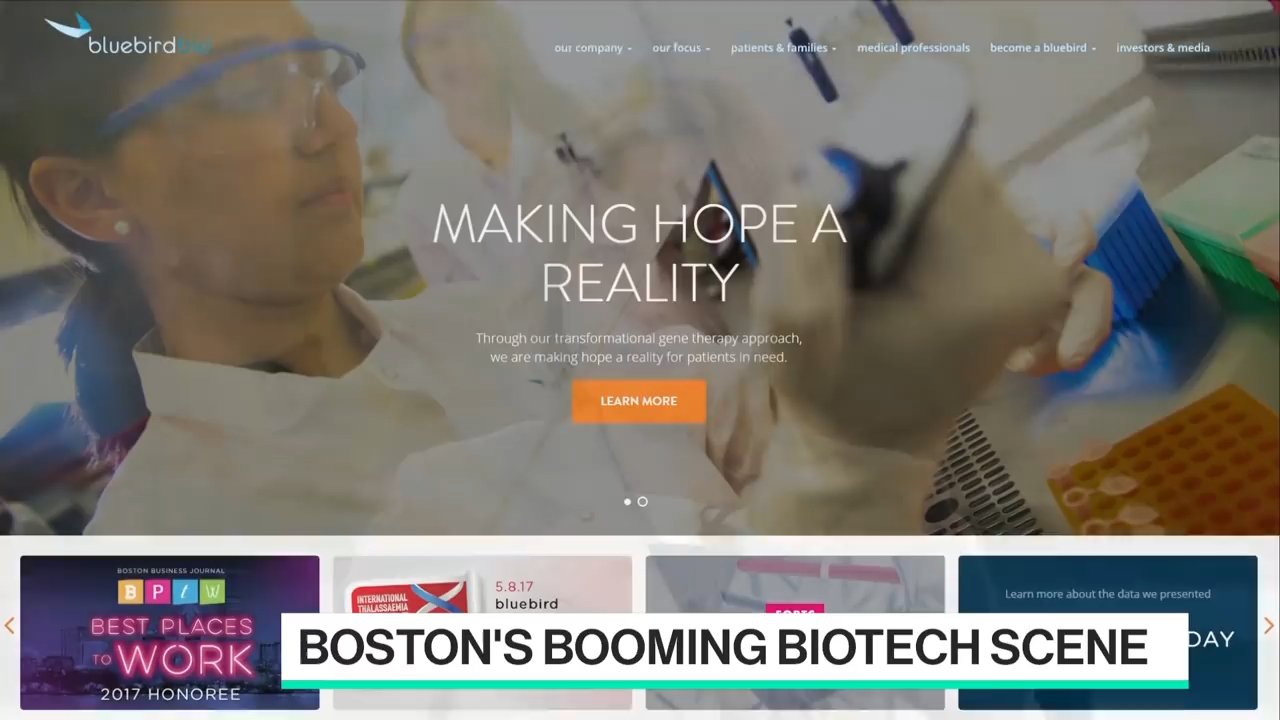 bluebirdbio
our company
our focus
patients & families
medical professionals
become a bluebird
investors & media
MAKING HOPE A
REALITY
Through our transformational gene therapy approach,
we are making hope a reality for patients in need.
LEARN MORE
BOSTON BUSINESS JOURNAL
BPTW
BEST PLACES
TO WORK
2017 HONOREE
INTERNATIONAL
THALASSAEMIA
5.8.17
bluebird
Learn more about the data we presented
DAY
BOSTON'S BOOMING BIOTECH SCENE